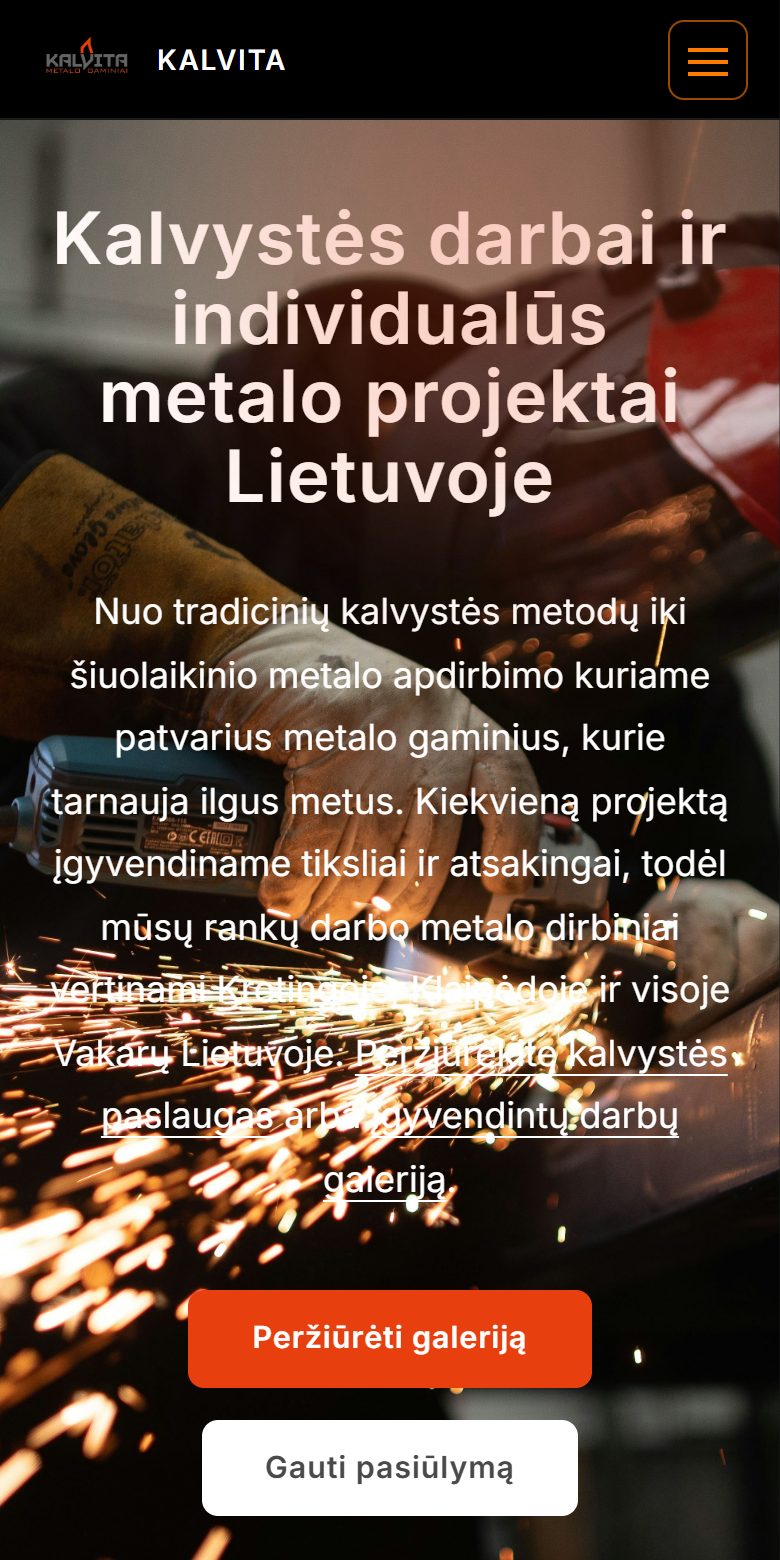 KALVITA
METALO GAMINIAI
KALVITA
Kalvystės darbai ir
individualūs
metalo projektai
Lietuvoje
Nuo tradicinių kalvystės metodų iki
šiuolaikinio metalo apdirbimo kuriame
patvarius metalo gaminius, kurie
tarnauja ilgus metus. Kiekvieną projektą
įgyvendiname tiksliai ir atsakingai, todėl
mūsų rankų darbo metalo dirbiniai
vertinami Kretingoje, Klaipėdoje ir visoje
Vakarų Lietuvoje. Peržiūrėkite kalvystės
paslaugas arba įgyvendintų darbų
galeriją.
Peržiūrėti galeriją
Gauti pasiūlymą